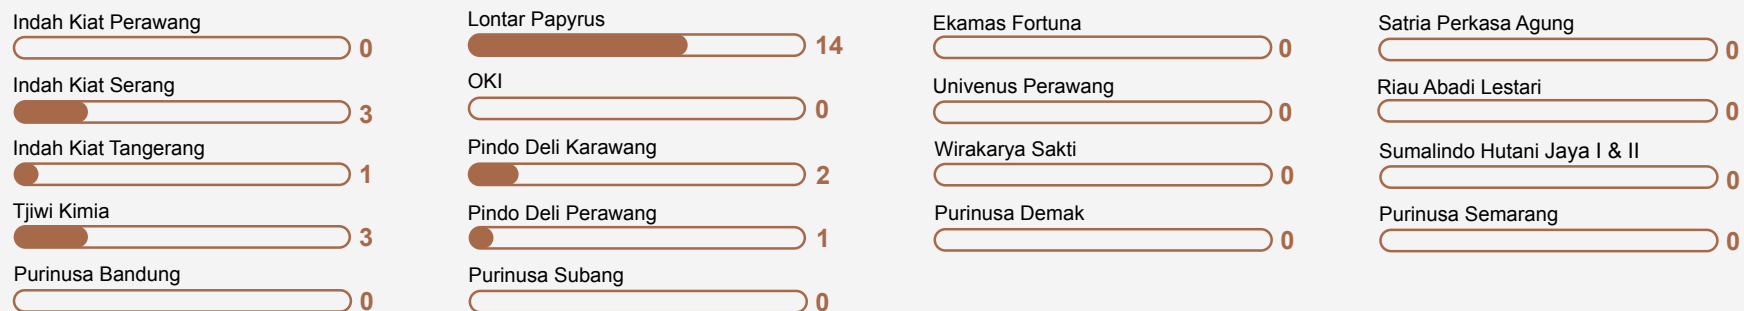 Indah Kiat Perawang
0
Indah Kiat Serang
3
Indah Kiat Tangerang
1
Tjiwi Kimia
3
Purinusa Bandung
0
Lontar Papyrus
14
OKI
0
Pindo Deli Karawang
2
Pindo Deli Perawang
1
Purinusa Subang
0
Ekamas Fortuna
0
Univenus Perawang
0
Wirakarya Sakti
0
Purinusa Demak
0
Satria Perkasa Agung
0
Riau Abadi Lestari
0
Sumalindo Hutani Jaya I & II
0
Purinusa Semarang
0